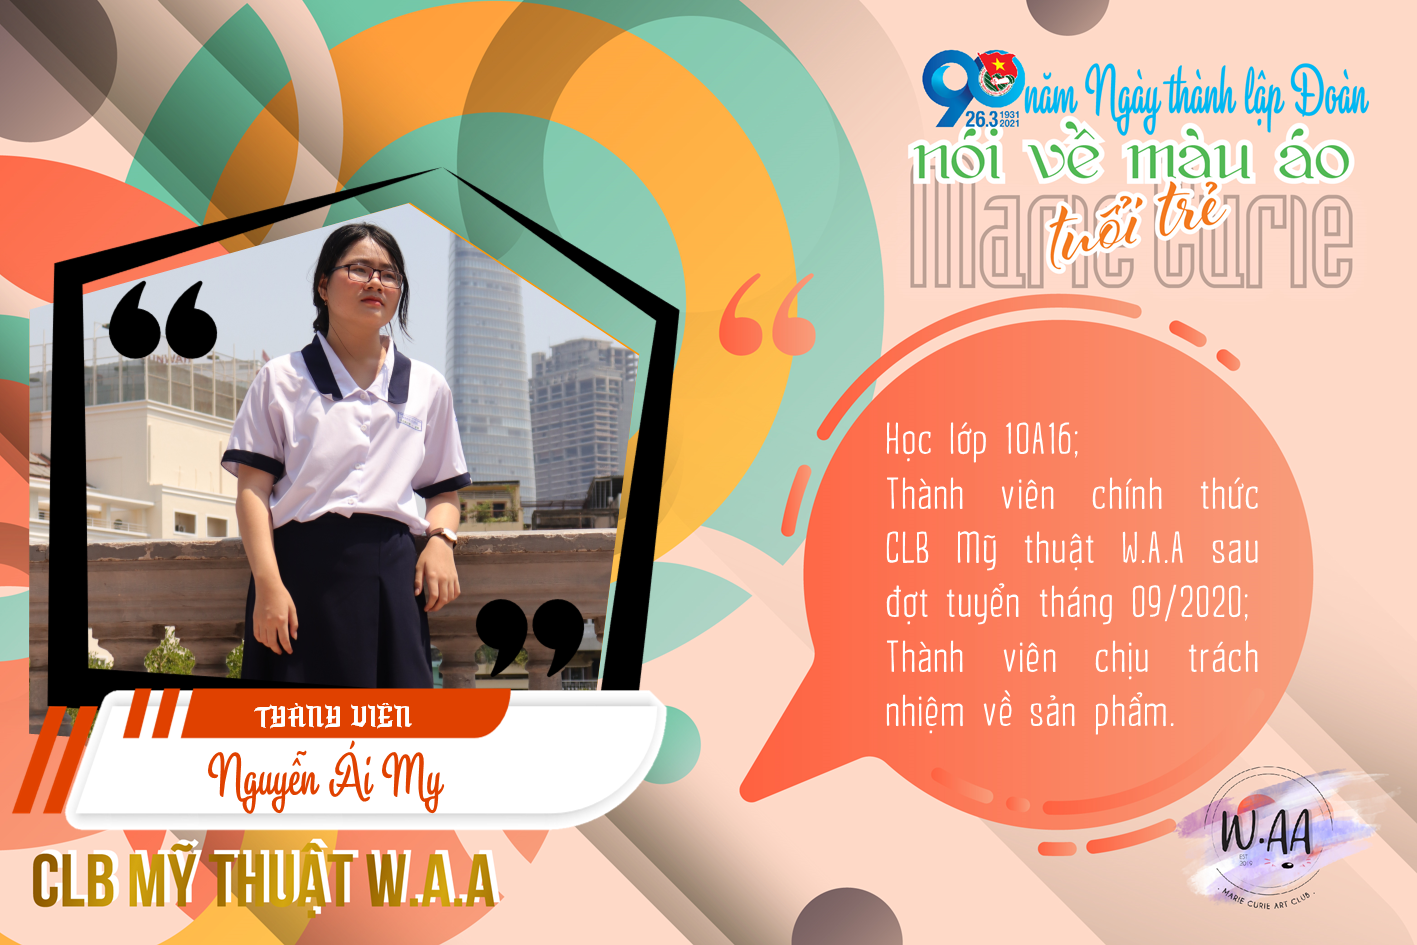 90 năm Ngày thành lập Đoàn
26.3 1931 2021
nói về màu áo
tuổi trẻ
Marie Curie
Học lớp 10A16;
Thành viên chính thức
CLB Mỹ thuật W.A.A sau
đợt tuyển tháng 09/2020;
Thành viên chịu trách
nhiệm về sản phẩm.
THÀNH VIÊN
Nguyễn Ái My
CLB MỸ THUẬT W.A.A
W.AA
MARIE CURIE ART CLUB